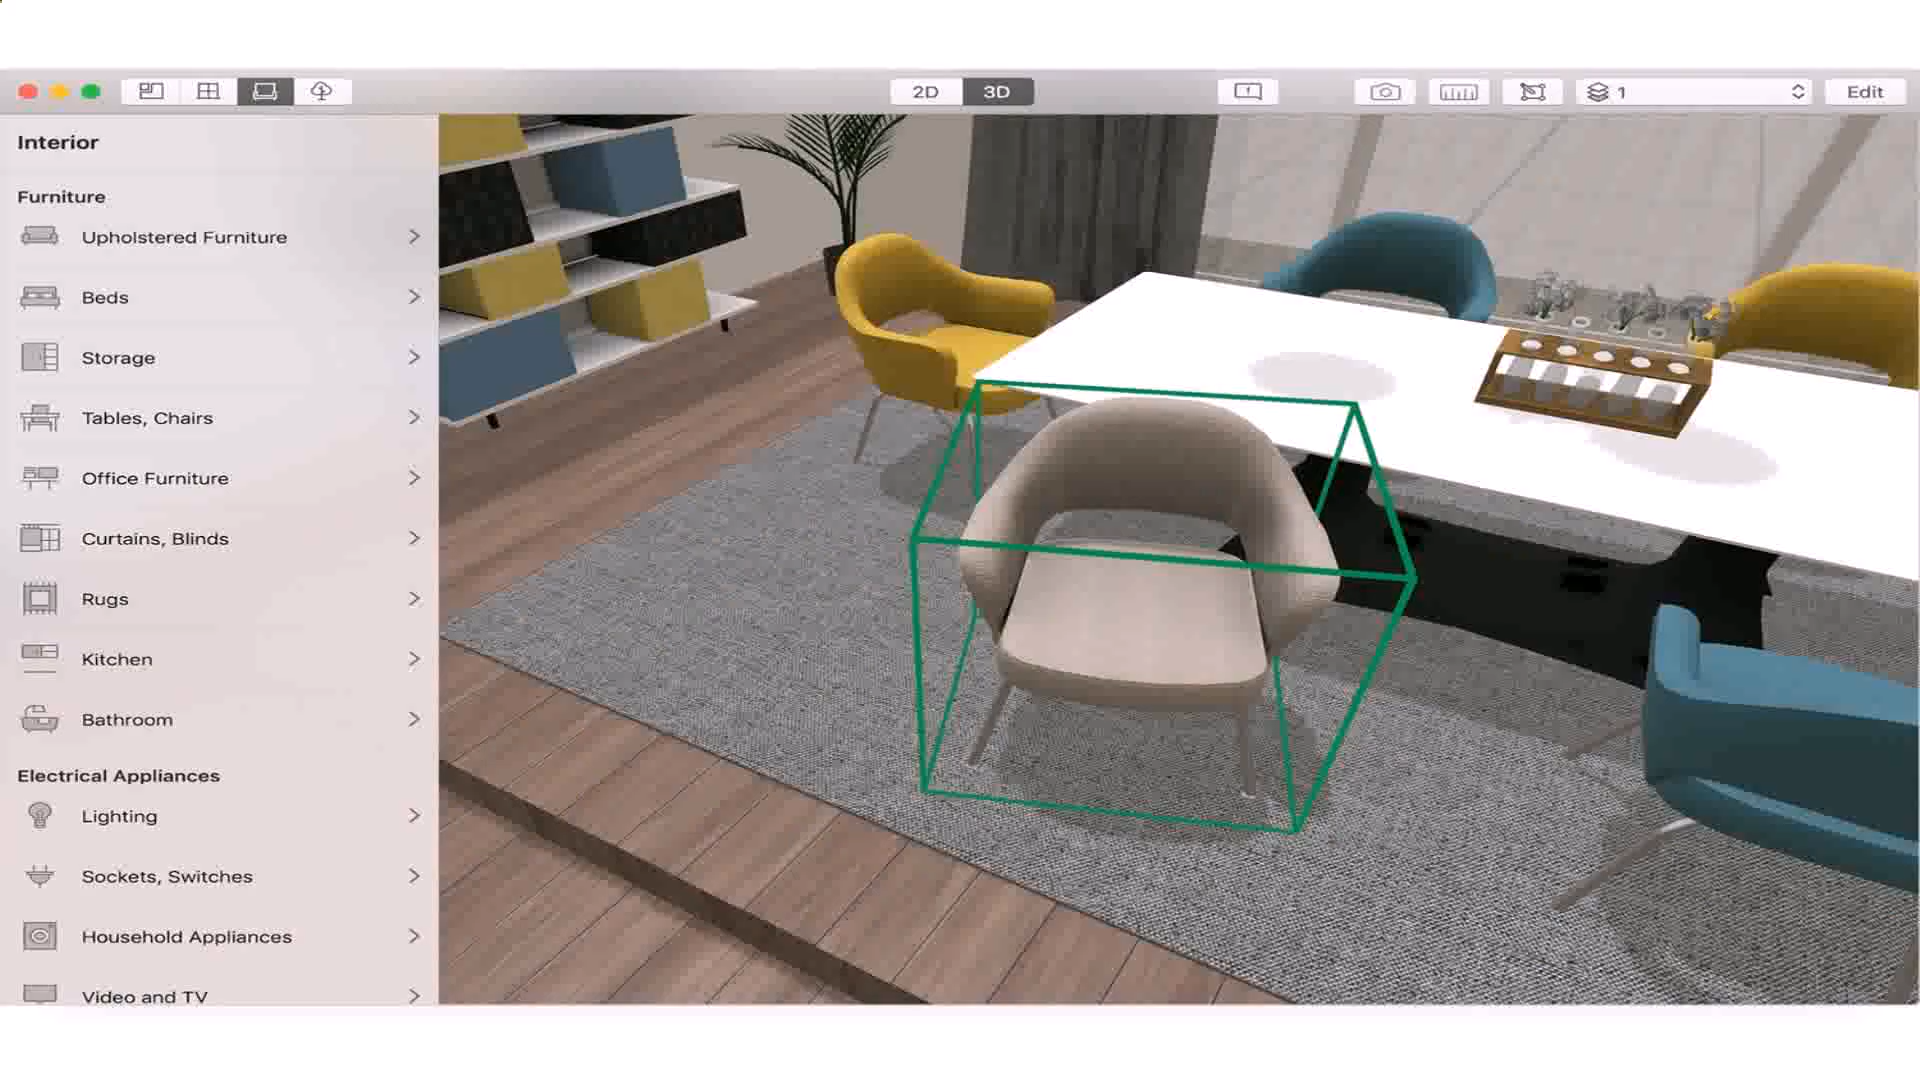 2D
3D
1
Edit
Interior
Furniture
Upholstered Furniture
Beds
Storage
Tables, Chairs
Office Furniture
Curtains, Blinds
Rugs
Kitchen
Bathroom
Electrical Appliances
Lighting
Sockets, Switches
Household Appliances
Video and TV